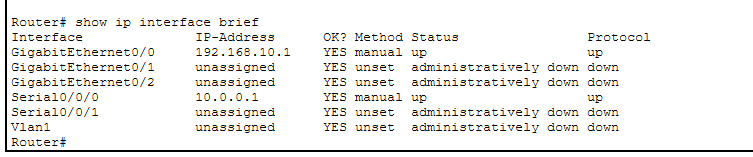 Router# show ip interface brief
Interface              IP-Address      OK? Method Status                Protocol
GigabitEthernet0/0     192.168.10.1    YES manual up                    up
GigabitEthernet0/1     unassigned      YES unset  administratively down down
GigabitEthernet0/2     unassigned      YES unset  administratively down down
Serial0/0/0            10.0.0.1        YES manual up                    up
Serial0/0/1            unassigned      YES unset  administratively down down
Vlan1                  unassigned      YES unset  administratively down down
Router#